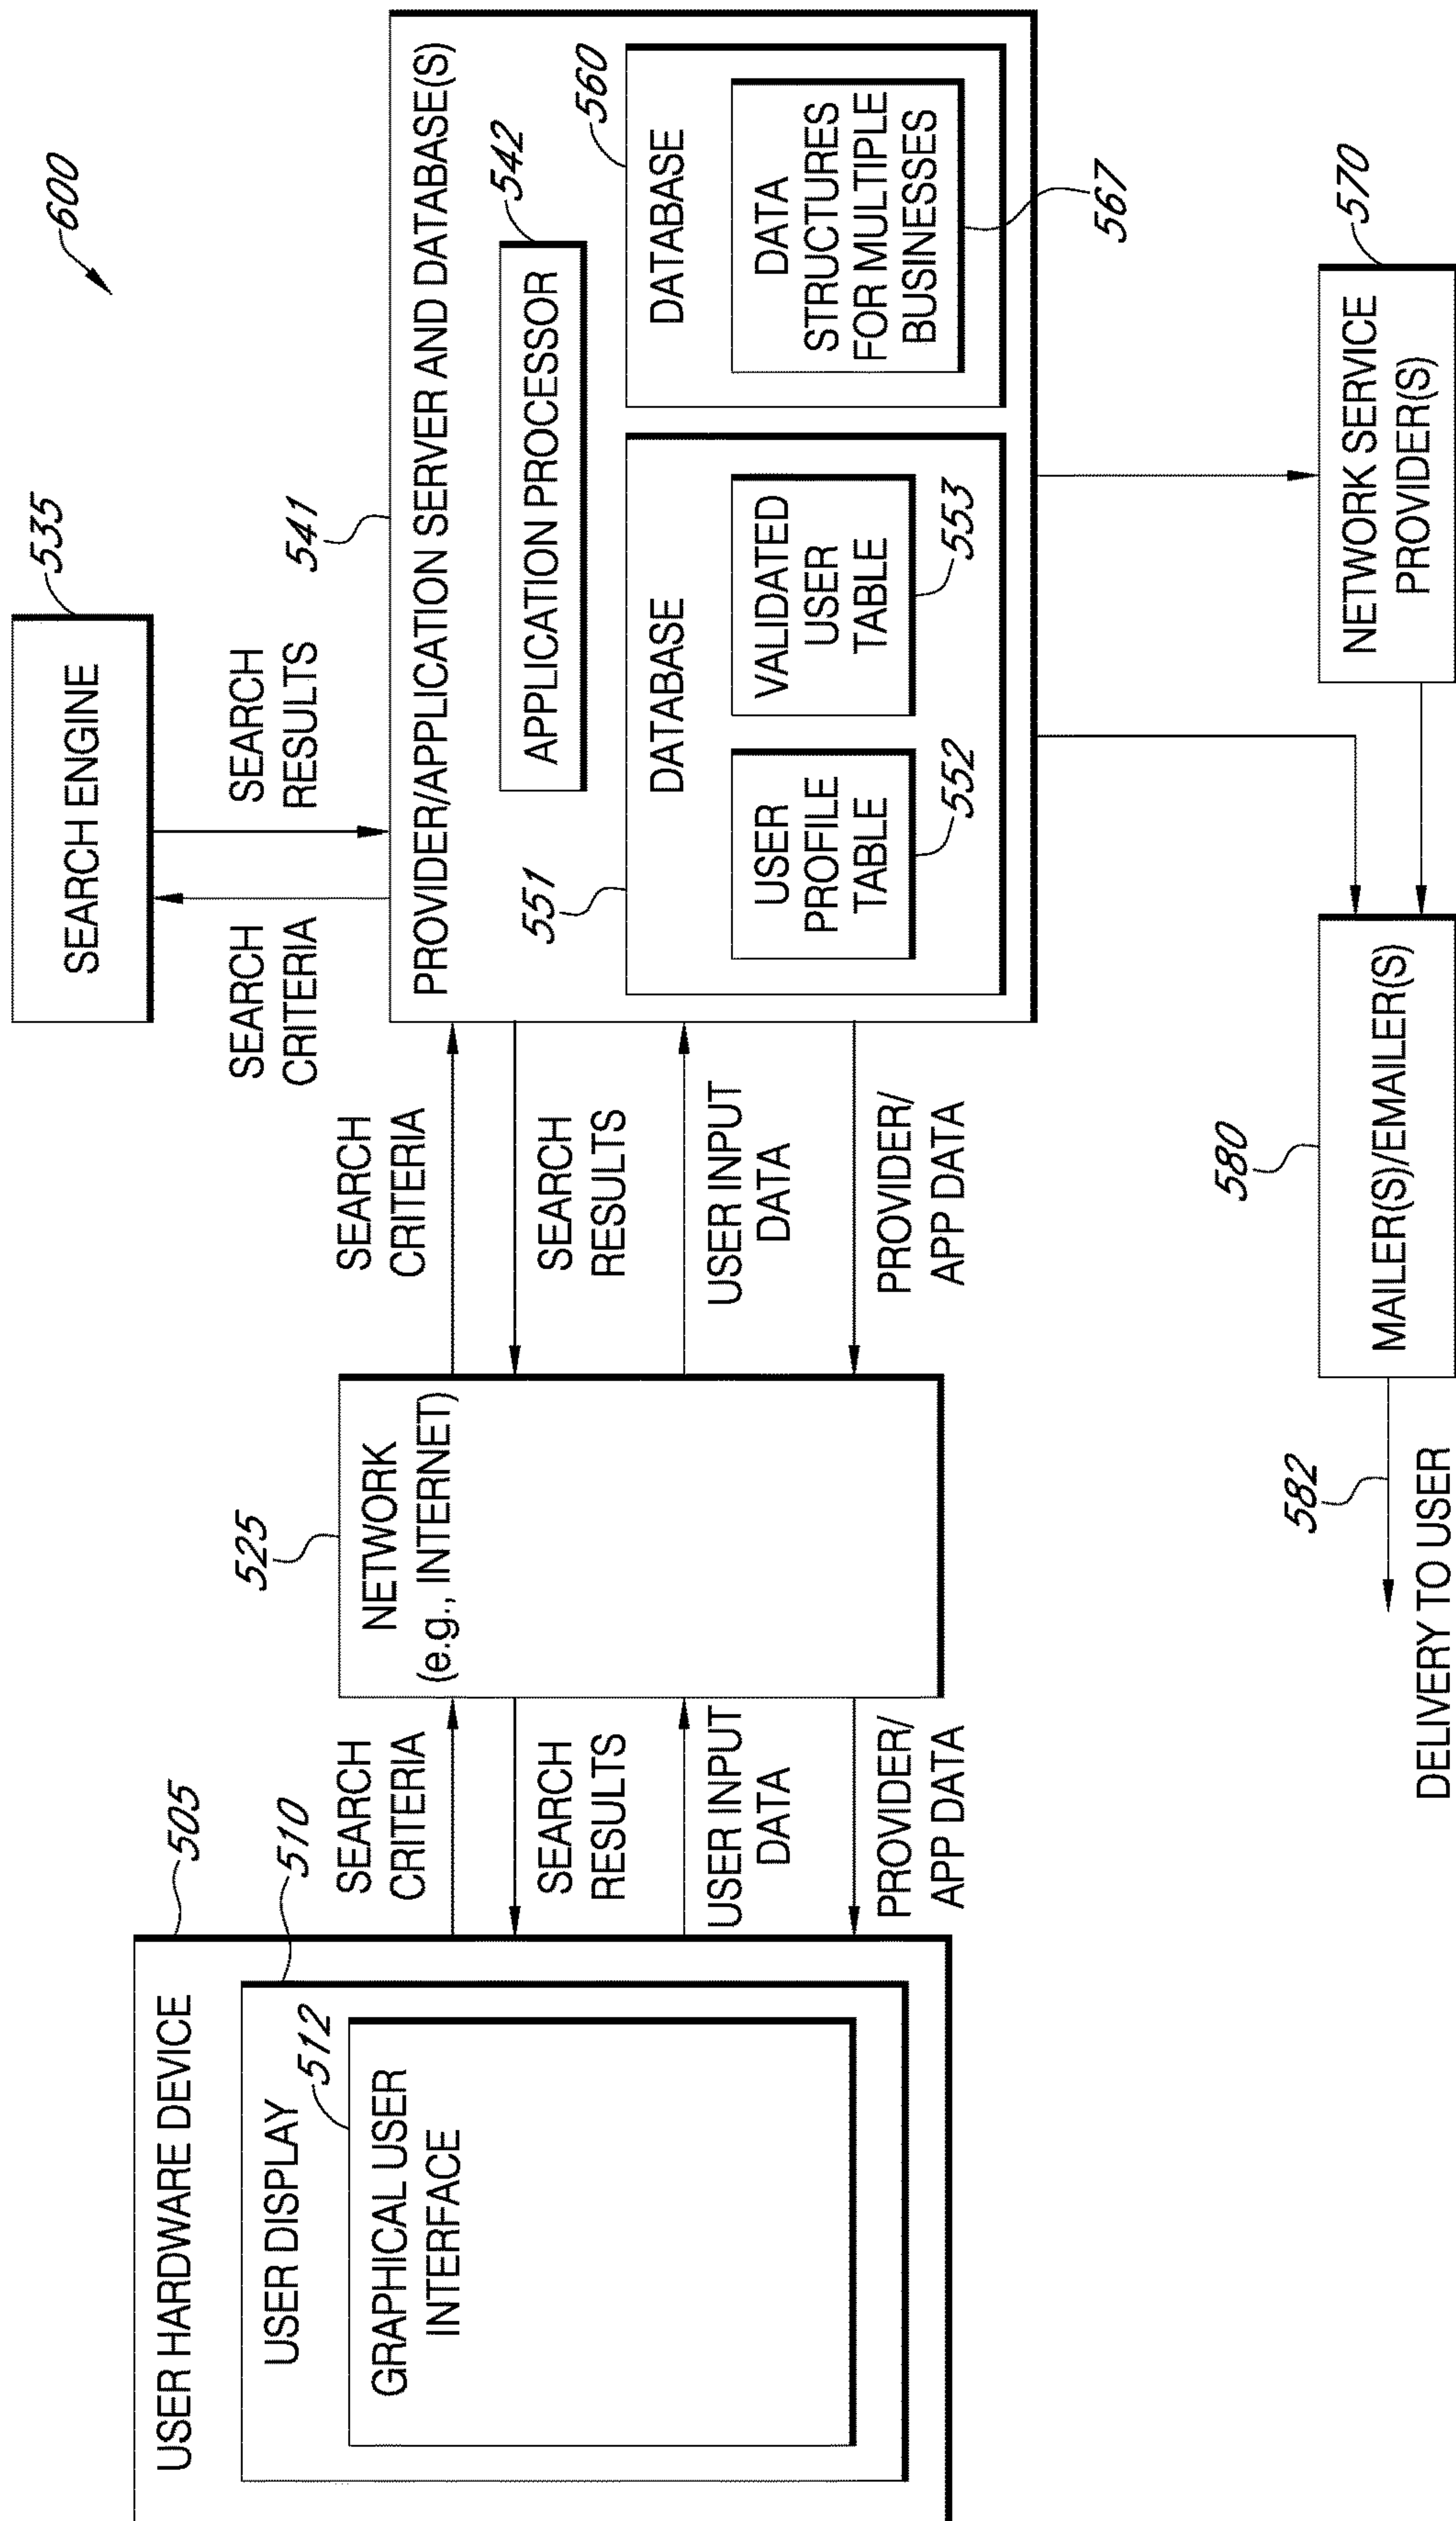 600
535
SEARCH ENGINE
SEARCH
CRITERIA
SEARCH
RESULTS
505
USER HARDWARE DEVICE
510
USER DISPLAY
512
GRAPHICAL USER
INTERFACE
SEARCH
CRITERIA
SEARCH
RESULTS
USER INPUT
DATA
PROVIDER/
APP DATA
525
NETWORK
(e.g., INTERNET)
SEARCH
CRITERIA
SEARCH
RESULTS
USER INPUT
DATA
PROVIDER/
APP DATA
541
PROVIDER/APPLICATION SERVER AND DATABASE(S)
542
APPLICATION PROCESSOR
551
DATABASE
USER
PROFILE
TABLE
552
VALIDATED
USER
TABLE
553
560
DATABASE
DATA
STRUCTURES
FOR MULTIPLE
BUSINESSES
567
570
NETWORK SERVICE
PROVIDER(S)
580
MAILER(S)/EMAILER(S)
582
DELIVERY TO USER